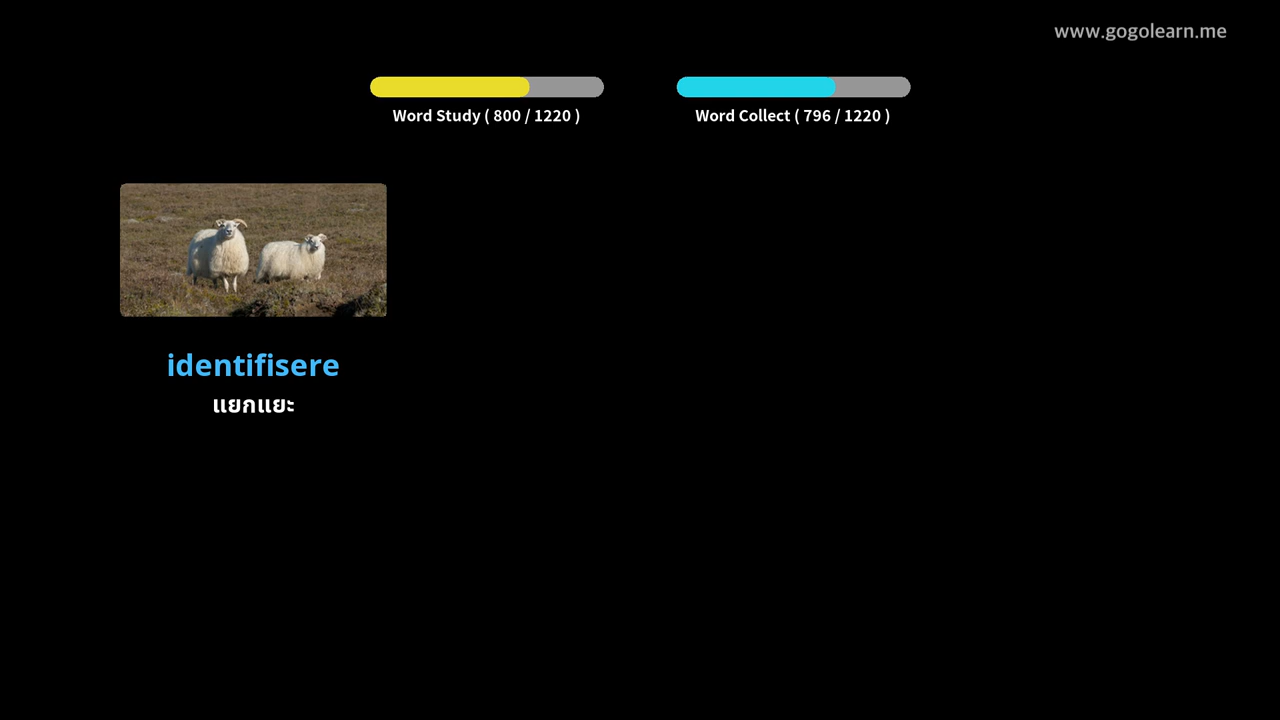 www.gogolearn.me
Word Study ( 800 / 1220 )
Word Collect ( 796 / 1220 )
identifisere
แยกแยะ